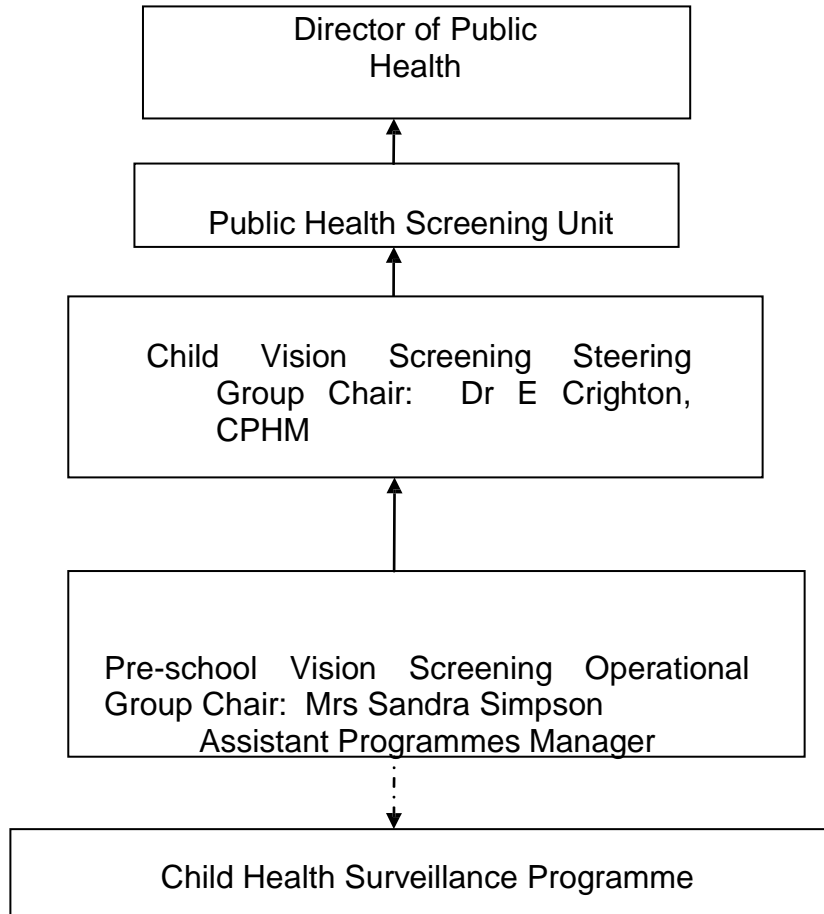 Director of Public
Health
Public Health Screening Unit
Child Vision Screening Steering
Group Chair: Dr E Crighton,
CPHM
Pre-school Vision Screening Operational
Group Chair: Mrs Sandra Simpson
Assistant Programmes Manager
Child Health Surveillance Programme